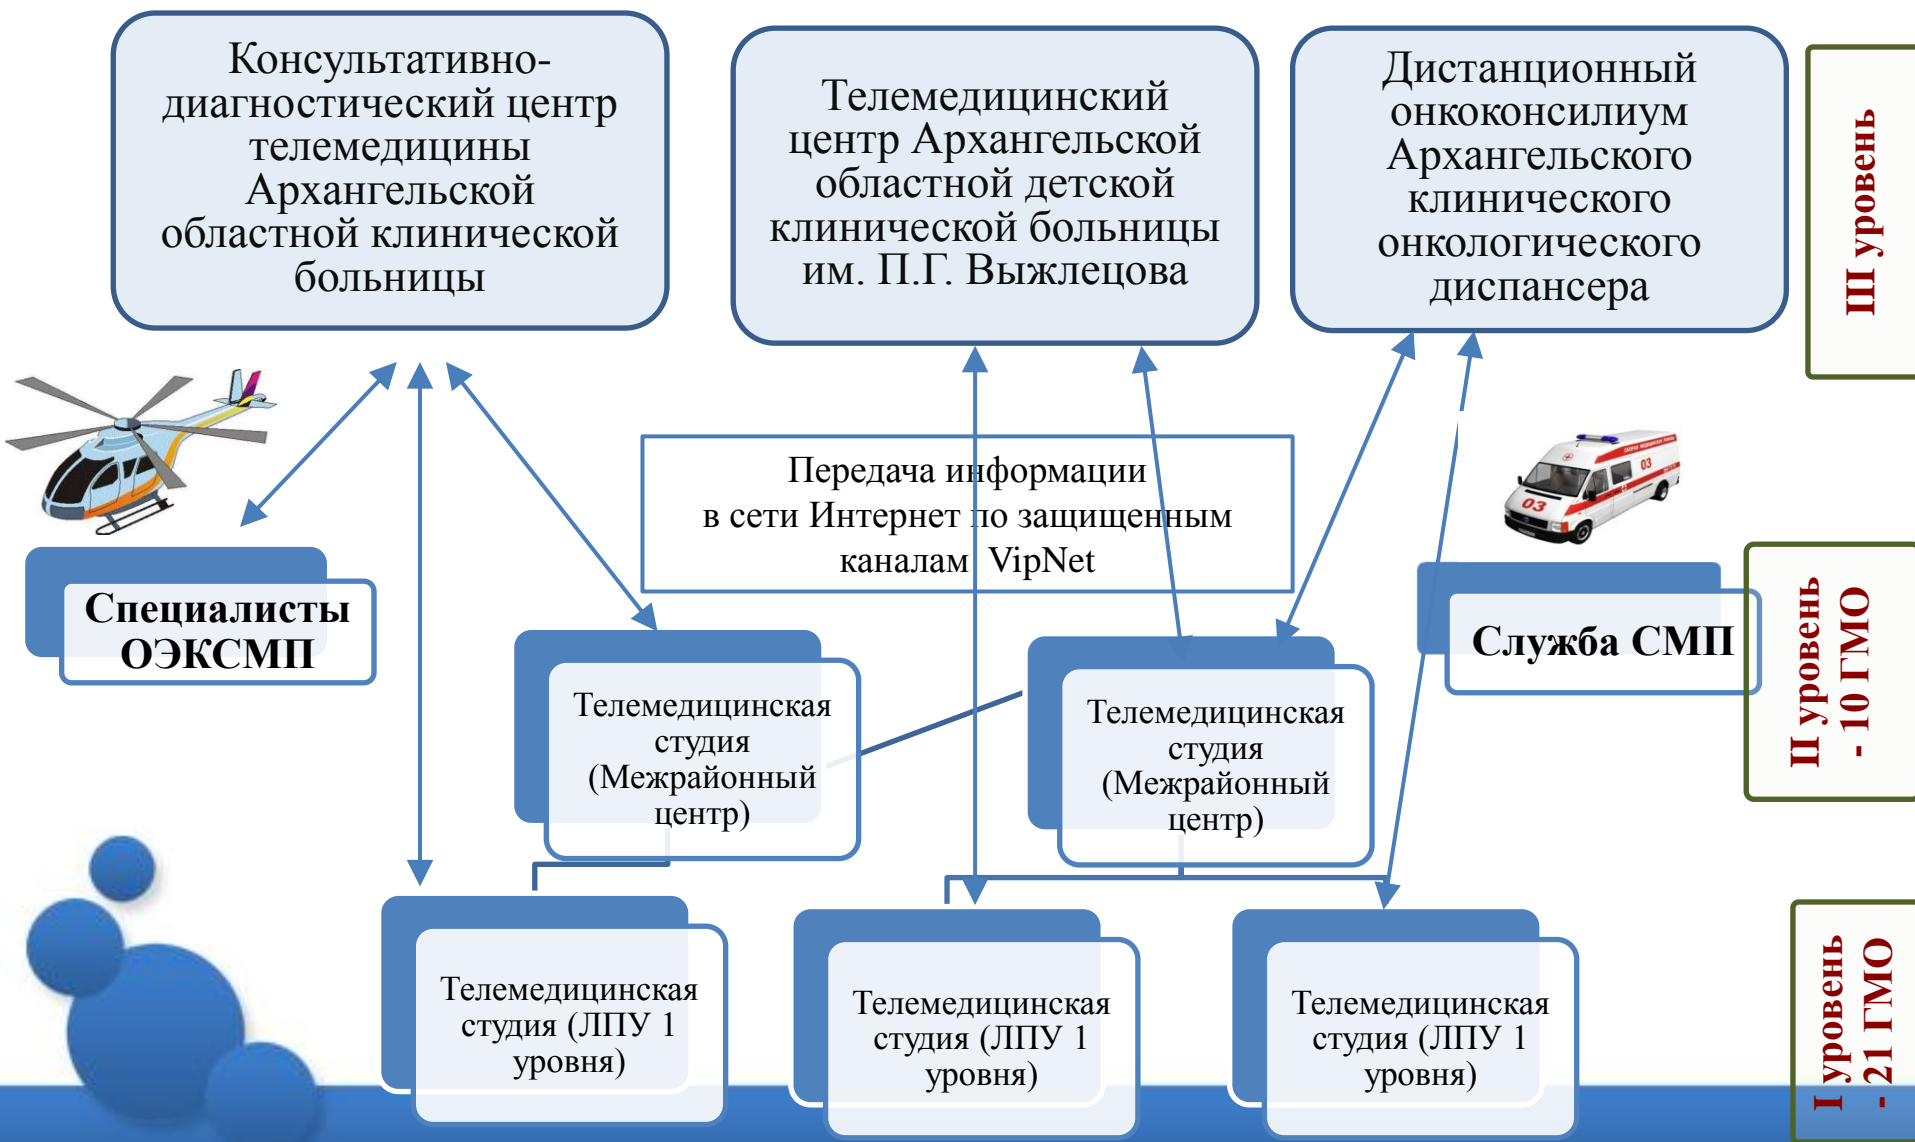 Консультативно-
диагностический центр
телемедицины
Архангельской
областной клинической
больницы
Телемедицинский
центр Архангельской
областной детской
клинической больницы
им. П.Г. Выжлецова
Дистанционный
онкоконсилиум
Архангельского
клинического
онкологического
диспансера
III уровень
Передача информации
в сети Интернет по защищенным
каналам VipNet
03
03
Специалисты
ОЭКСМП
Служба СМП
II уровень
- 10 ГМО
Телемедицинская
студия
(Межрайонный
центр)
Телемедицинская
студия
(Межрайонный
центр)
Телемедицинская
студия (ЛПУ 1
уровня)
Телемедицинская
студия (ЛПУ 1
уровня)
Телемедицинская
студия (ЛПУ 1
уровня)
I уровень
- 21 ГМО